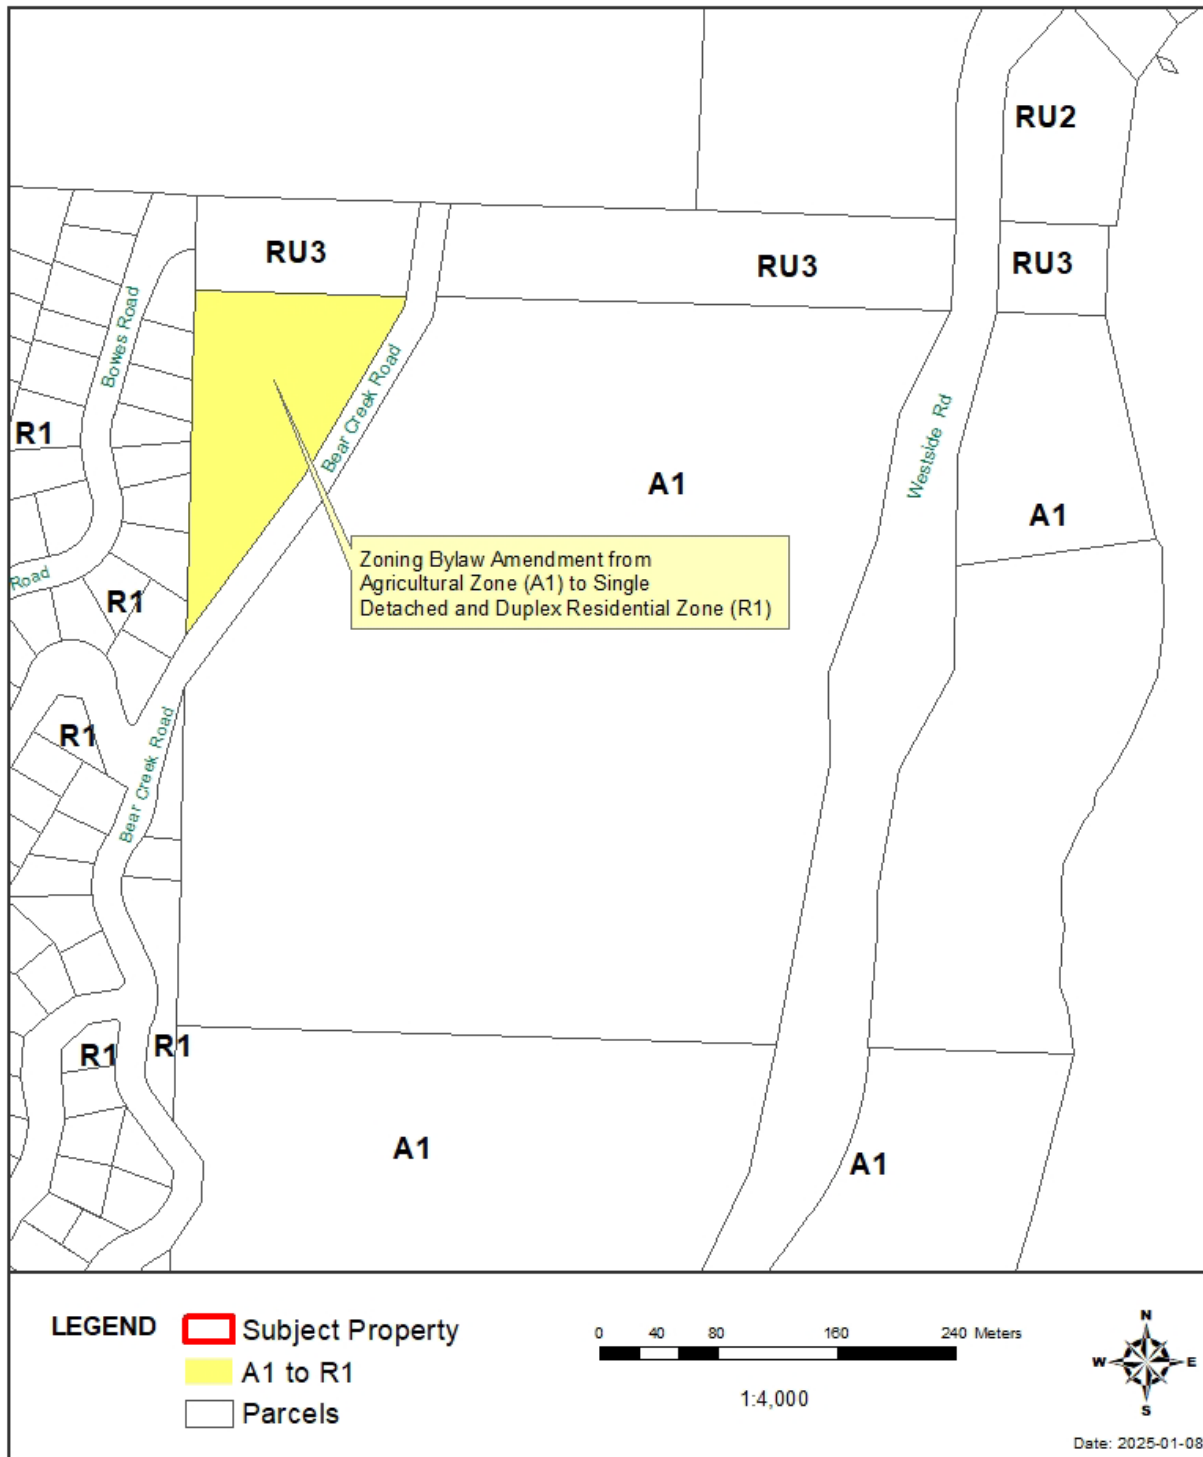 RU2
RU3
RU3
RU3
Bowes Road
Bear Creek Road
Westside Rd
R1
A1
A1
Zoning Bylaw Amendment from
Agricultural Zone (A1) to Single
Detached and Duplex Residential Zone (R1)
Road
R1
R1
Bear Creek Road
R1
R1
A1
A1
LEGEND
Subject Property
A1 to R1
Parcels
0 40 80 160 240 Meters
1:4,000
N
W E
S
Date: 2025-01-08